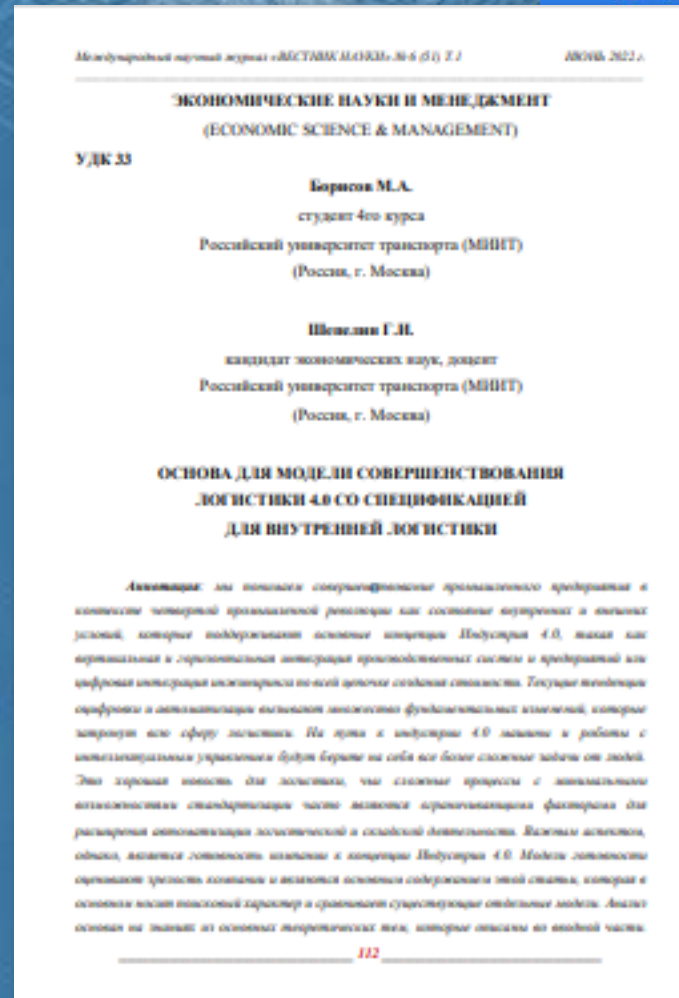 Международный научный журнал «ВЕСТНИК НАУКИ» № 6 (51) Т.1 ИЮНЬ 2022 г.
ЭКОНОМИЧЕСКИЕ НАУКИ И МЕНЕДЖМЕНТ
(ECONOMIC SCIENCE & MANAGEMENT)
УДК 33
Борисов М.А.
студент 4го курса
Российский университет транспорта (МИИТ)
(Россия, г. Москва)
Шепелин Г.И.
кандидат экономических наук, доцент
Российский университет транспорта (МИИТ)
(Россия, г. Москва)
ОСНОВА ДЛЯ МОДЕЛИ СОВЕРШЕНСТВОВАНИЯ
ЛОГИСТИКИ 4.0 СО СПЕЦИФИКАЦИЕЙ
ДЛЯ ВНУТРЕННЕЙ ЛОГИСТИКИ
Аннотация: мы понимаем совершенствование промышленного предприятия в
контексте четвертой промышленной революции как состояние внутренних и внешних
условий, которые поддерживают основные концепции Индустрии 4.0, такая как
вертикальная и горизонтальная интеграция производственных систем и предприятий или
цифровая интеграция инжиниринга по всей цепочке создания стоимости. Текущие тенденции
оцифровки и автоматизации вызывают множество фундаментальных изменений, которые
затронут всю сферу логистики. На пути к индустрии 4.0 машины и роботы с
интеллектуальным управлением будут берите на себя все более сложные задачи от людей.
Это хорошая новость для логистики, чьи сложные процессы с минимальными
возможностями стандартизации часто являются ограничивающими факторами для
расширения автоматизации логистической и складской деятельности. Важным аспектом,
однако, является готовность компании к концепции Индустрии 4.0. Модели готовности
оценивают зрелость компании и являются основным содержанием этой статьи, которая в
основном носит поисковый характер и сравнивает существующие отдельные модели. Анализ
основан на знаниях из основных теоретических тем, которые описаны во вводной части.
112